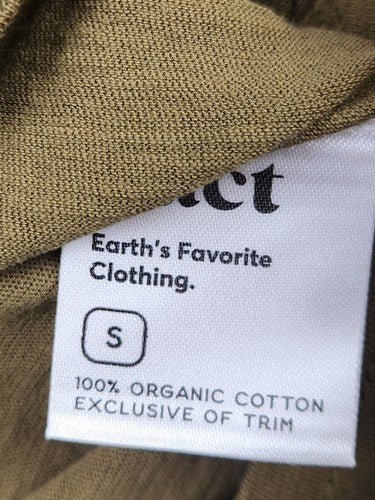 Earth's Favorite
Clothing.
S
100% ORGANIC COTTON
EXCLUSIVE OF TRIM